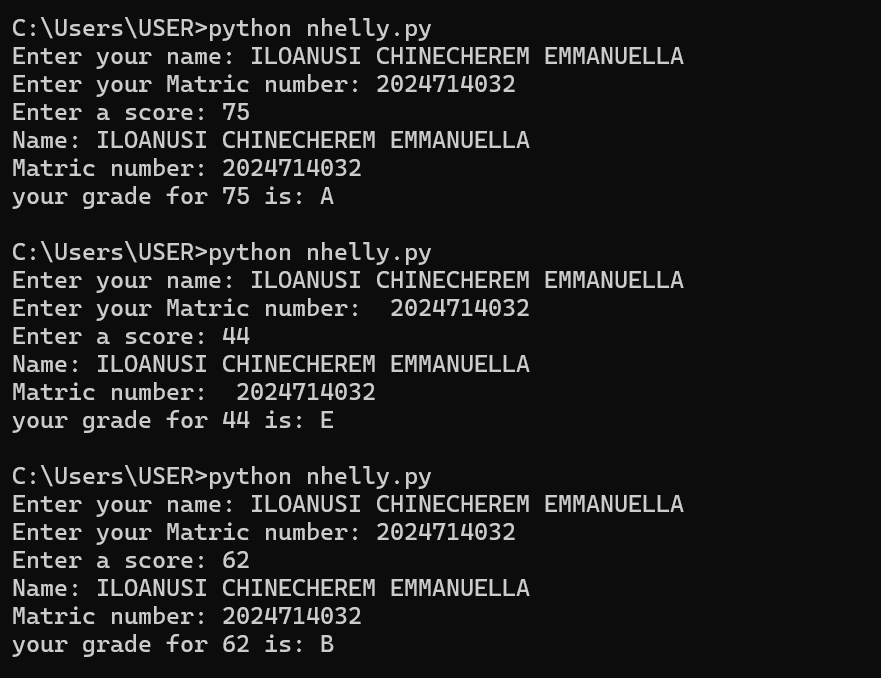 C:\Users\USER>python nhelly.py
Enter your name: ILOANUSI CHINECHEREM EMMANUELLA
Enter your Matric number: 2024714032
Enter a score: 75
Name: ILOANUSI CHINECHEREM EMMANUELLA
Matric number: 2024714032
your grade for 75 is: A

C:\Users\USER>python nhelly.py
Enter your name: ILOANUSI CHINECHEREM EMMANUELLA
Enter your Matric number:  2024714032
Enter a score: 44
Name: ILOANUSI CHINECHEREM EMMANUELLA
Matric number:  2024714032
your grade for 44 is: E

C:\Users\USER>python nhelly.py
Enter your name: ILOANUSI CHINECHEREM EMMANUELLA
Enter your Matric number: 2024714032
Enter a score: 62
Name: ILOANUSI CHINECHEREM EMMANUELLA
Matric number: 2024714032
your grade for 62 is: B